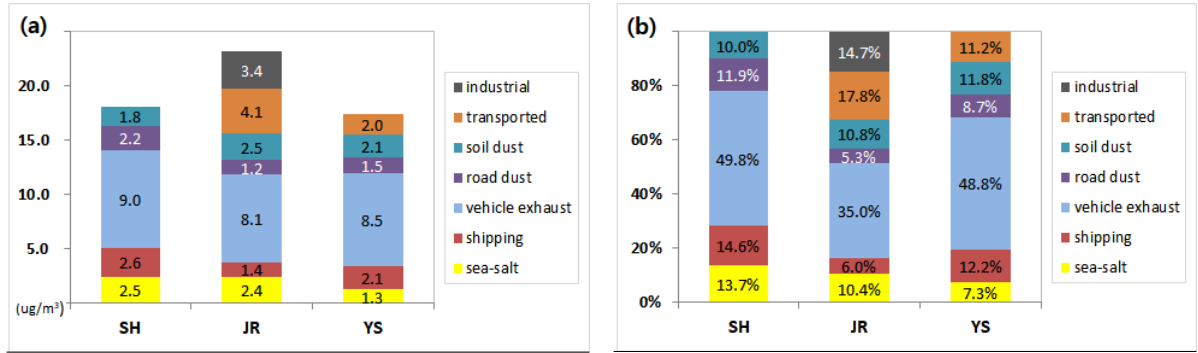 (a)
20.0
15.0
10.0
5.0
(ug/m³)
1.8
2.2
9.0
2.6
2.5
3.4
4.1
2.5
1.2
8.1
1.4
2.4
2.0
2.1
1.5
8.5
2.1
1.3
SH JR YS
industrial
transported
soil dust
road dust
vehicle exhaust
shipping
sea-salt
(b)
80%
60%
40%
20%
0%
10.0%
11.9%
49.8%
14.6%
13.7%
14.7%
17.8%
10.8%
5.3%
35.0%
6.0%
10.4%
11.2%
11.8%
8.7%
48.8%
12.2%
7.3%
SH JR YS
industrial
transported
soil dust
road dust
vehicle exhaust
shipping
sea-salt